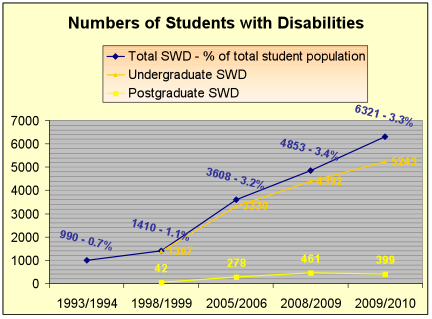 Numbers of Students with Disabilities
Total SWD - % of total student population
Undergraduate SWD
Postgraduate SWD
7000
6000
5000
4000
3000
2000
1000
0
990 - 0.7%
1410 - 1.1%
3608 - 3.2%
4853 - 3.4%
6321 - 3.3%
4392
42
278
461
399
1993/1994
1998/1999
2005/2006
2008/2009
2009/2010